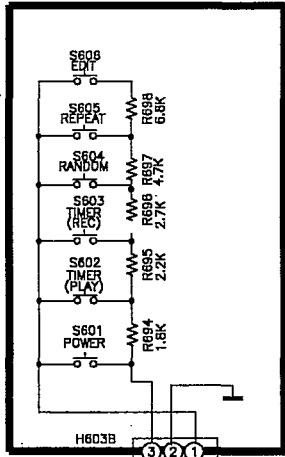 S608
EDIT
R698
6.8K
S605
REPEAT
S604
RANDOM
R697
4.7K
S603
TIMER
(REC)
R696
2.7K
S602
TIMER
(PLAY)
R695
2.2K
S601
POWER
R694
1.8K
H603B
3 2 1